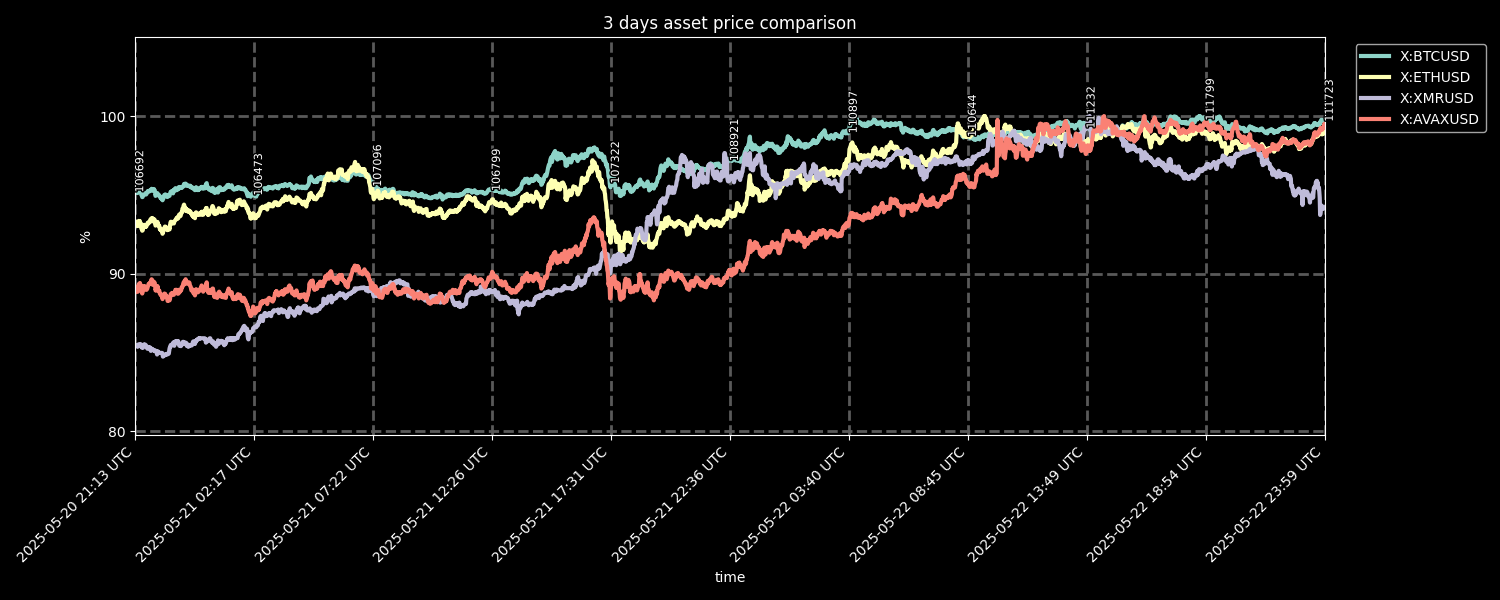 3 days asset price comparison
X:BTCUSD
X:ETHUSD
X:XMRUSD
X:AVAXUSD
%
100
90
80
106692
106473
107096
106799
107322
108921
110897
110644
111232
111799
111723
2025-05-20 21:13 UTC
2025-05-21 02:17 UTC
2025-05-21 07:22 UTC
2025-05-21 12:26 UTC
2025-05-21 17:31 UTC
2025-05-21 22:36 UTC
2025-05-22 03:40 UTC
2025-05-22 08:45 UTC
2025-05-22 13:49 UTC
2025-05-22 18:54 UTC
2025-05-22 23:59 UTC
time